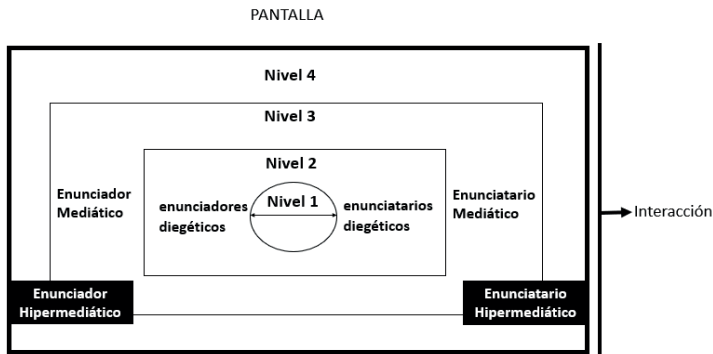 PANTALLA
Nivel 4
Nivel 3
Nivel 2
Enunciador
Mediático
enunciadores
diegéticos
Nivel 1
enunciatarios
diegéticos
Enunciatario
Mediático
Interacción
Enunciador
Hipermediático
Enunciatario
Hipermediático